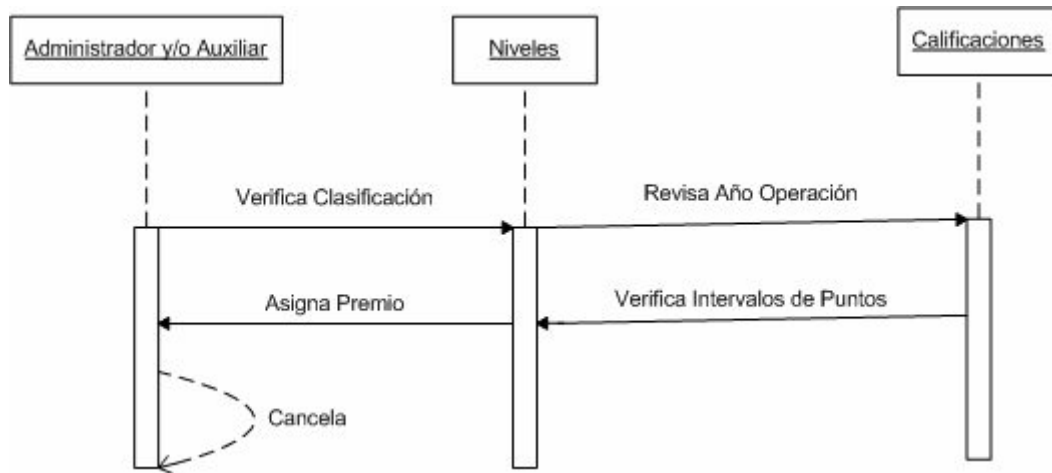 Administrador y/o Auxiliar
Niveles
Calificaciones
Verifica Clasificación
Revisa Año Operación
Asigna Premio
Verifica Intervalos de Puntos
Cancela